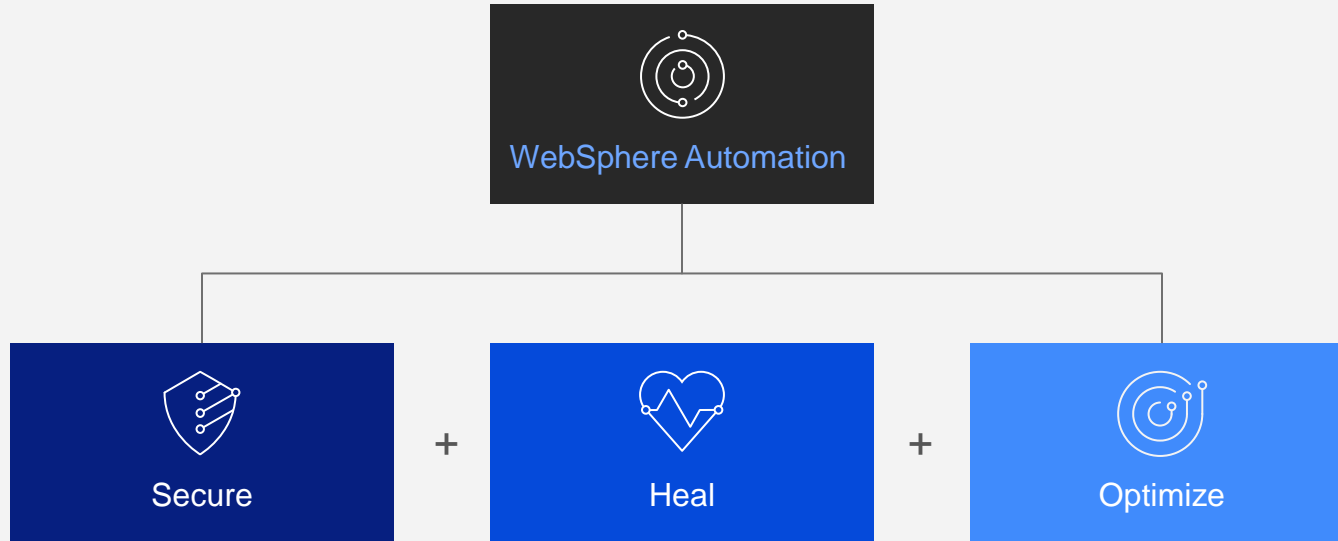 WebSphere Automation
Secure
+
Heal
+
Optimize